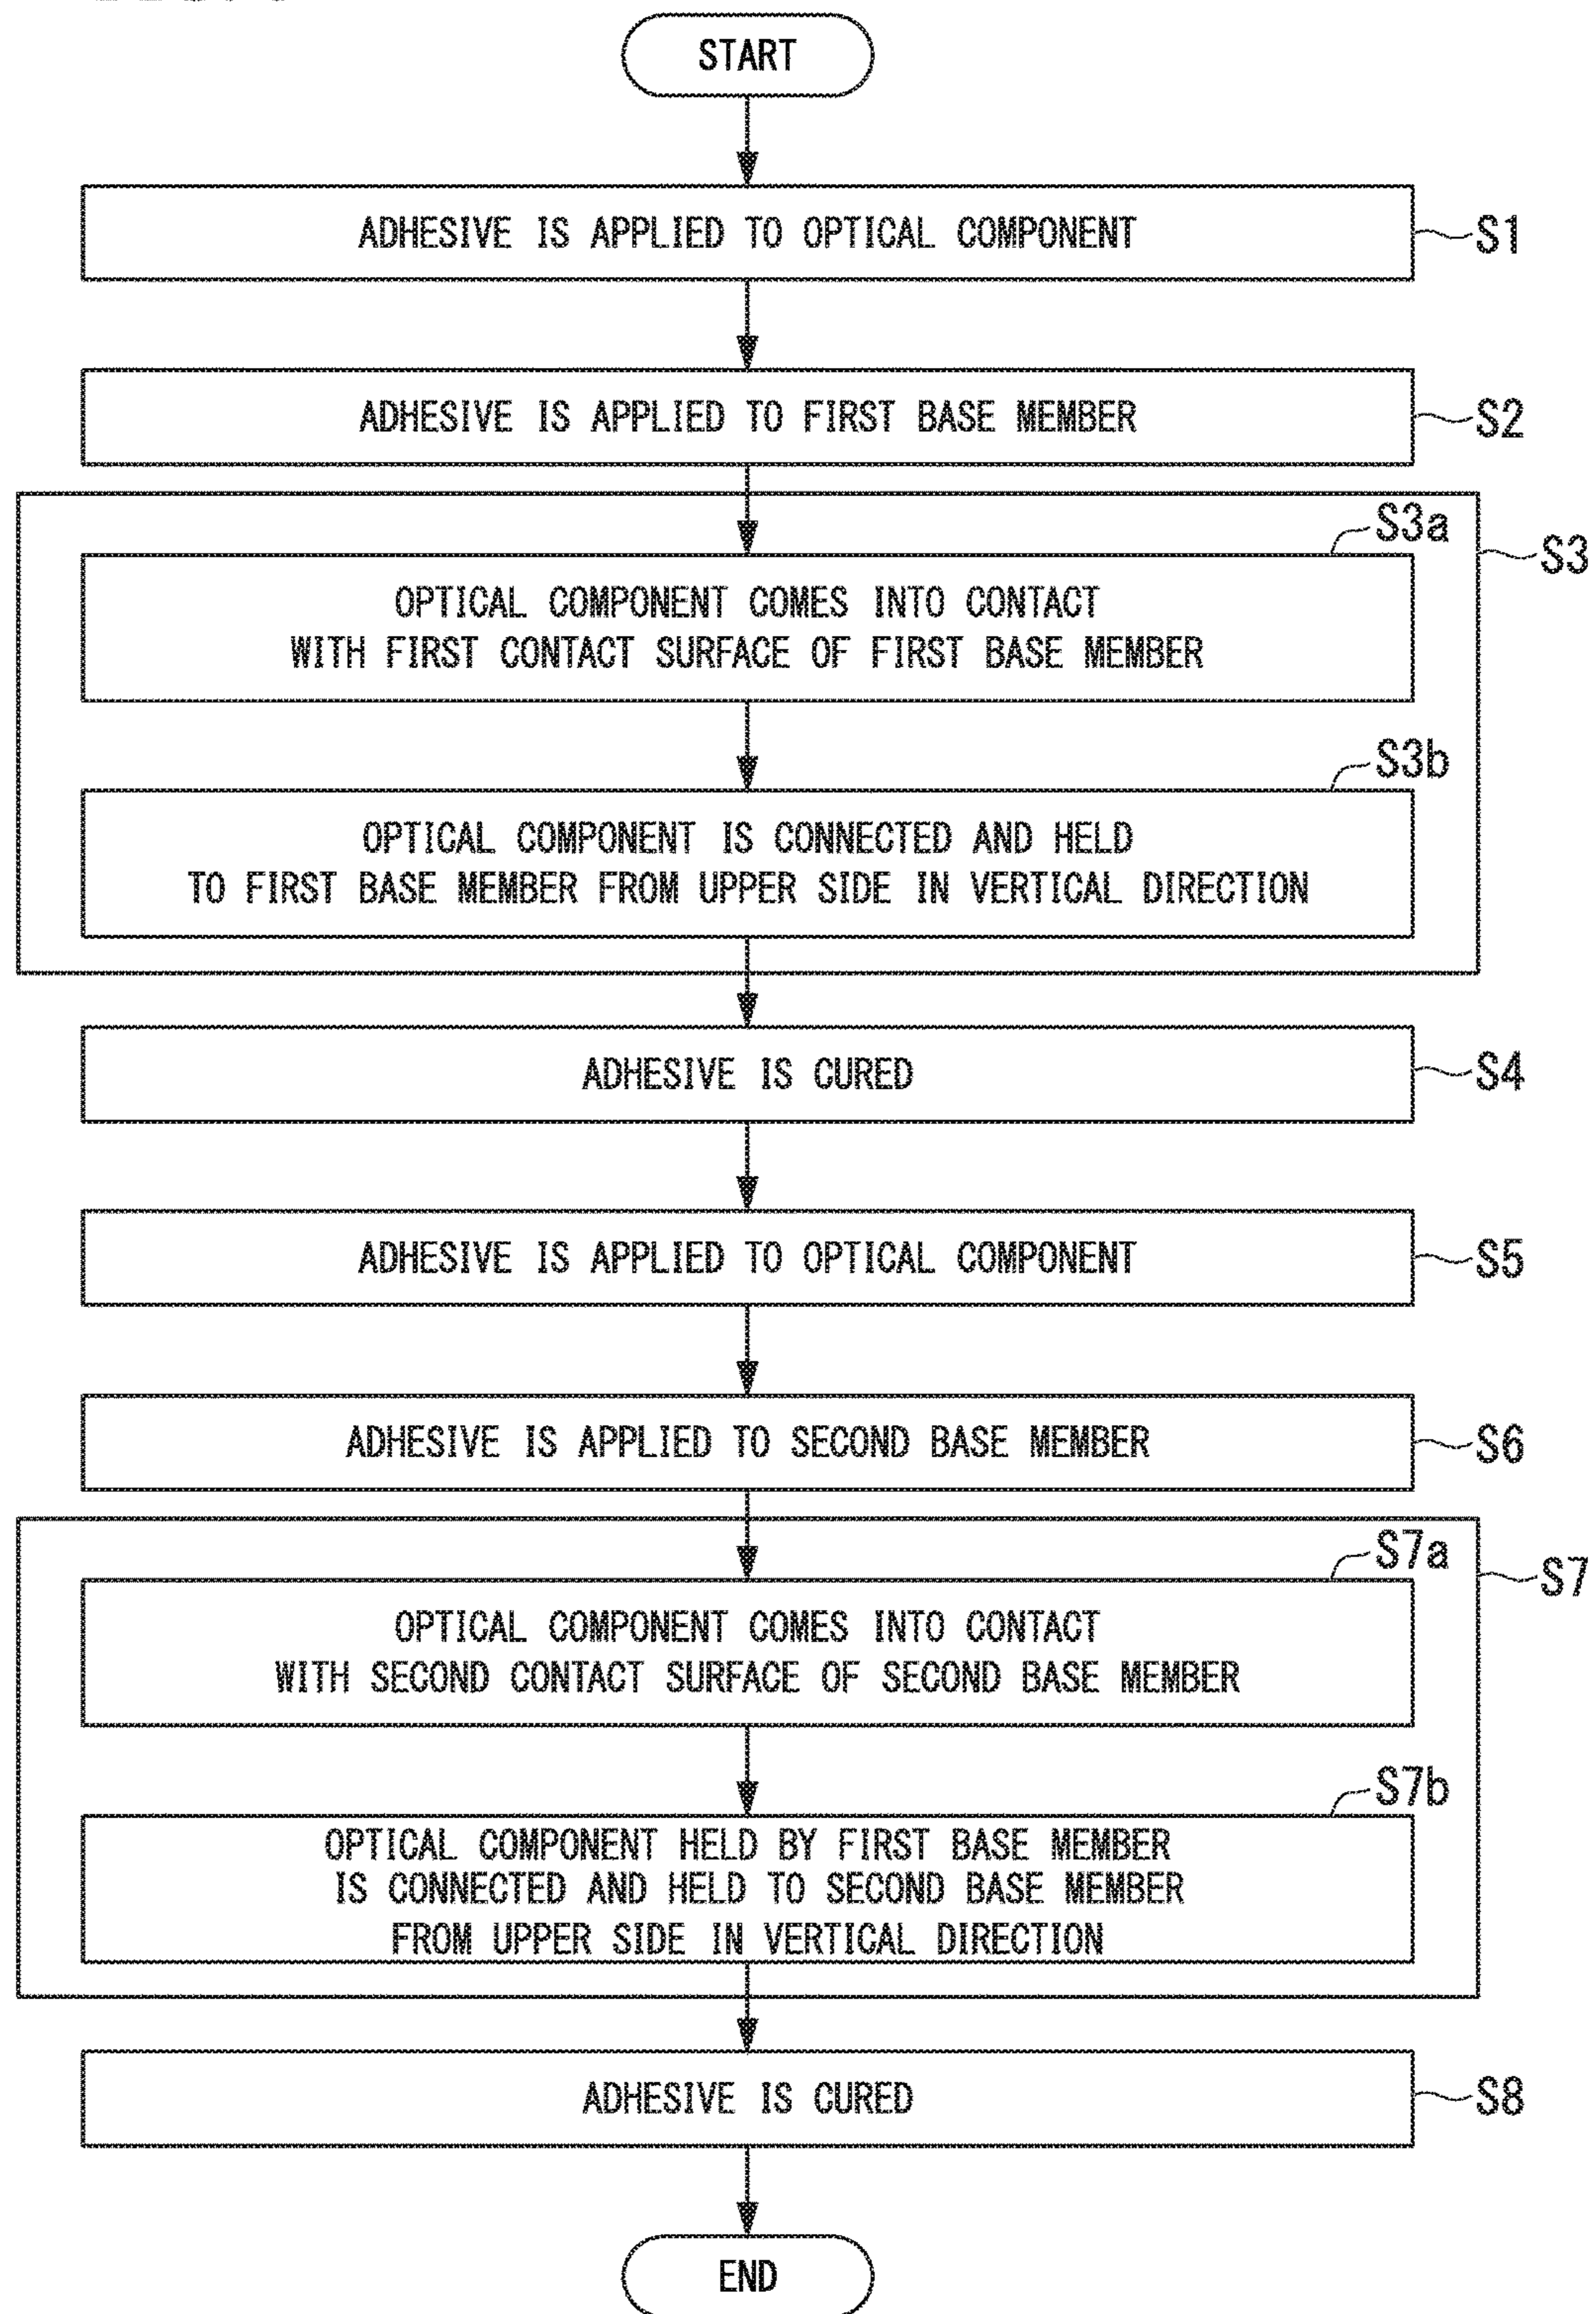 START
ADHESIVE IS APPLIED TO OPTICAL COMPONENT
S1
ADHESIVE IS APPLIED TO FIRST BASE MEMBER
S2
S3a
S3
OPTICAL COMPONENT COMES INTO CONTACT
WITH FIRST CONTACT SURFACE OF FIRST BASE MEMBER
S3b
OPTICAL COMPONENT IS CONNECTED AND HELD
TO FIRST BASE MEMBER FROM UPPER SIDE IN VERTICAL DIRECTION
ADHESIVE IS CURED
S4
ADHESIVE IS APPLIED TO OPTICAL COMPONENT
S5
ADHESIVE IS APPLIED TO SECOND BASE MEMBER
S6
S7a
S7
OPTICAL COMPONENT COMES INTO CONTACT
WITH SECOND CONTACT SURFACE OF SECOND BASE MEMBER
S7b
OPTICAL COMPONENT HELD BY FIRST BASE MEMBER
IS CONNECTED AND HELD TO SECOND BASE MEMBER
FROM UPPER SIDE IN VERTICAL DIRECTION
ADHESIVE IS CURED
S8
END